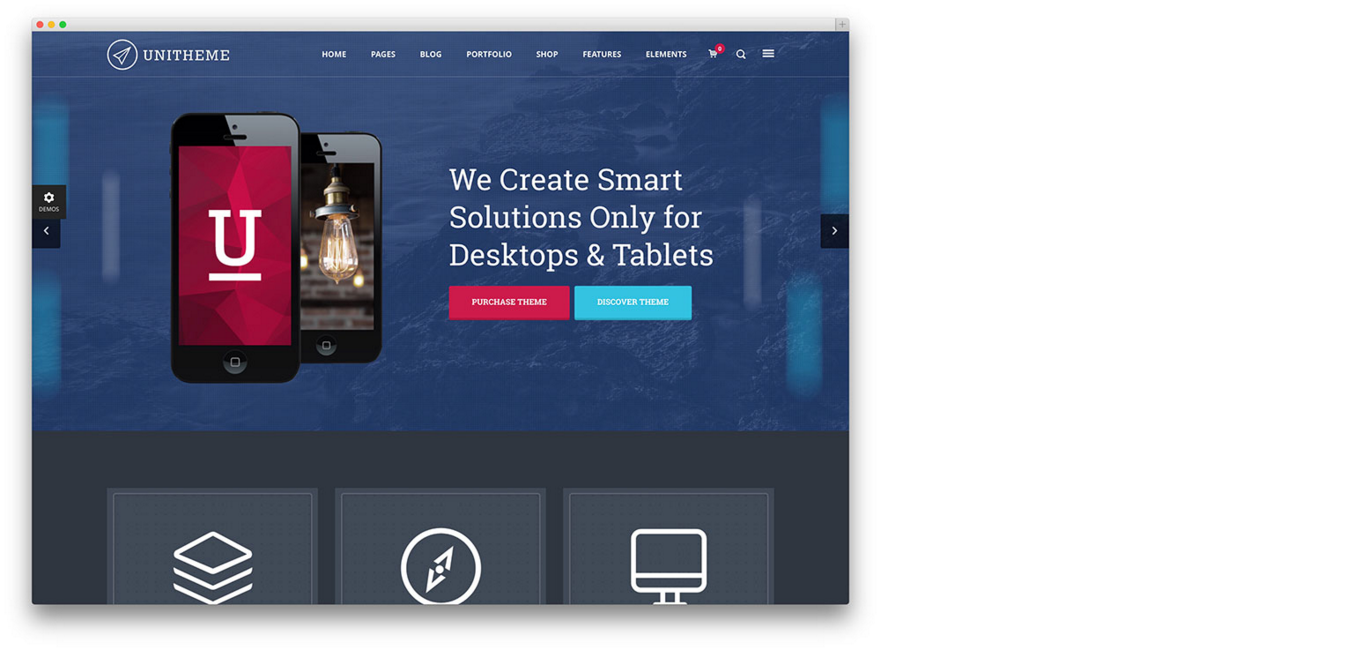 UNITHEME
HOME PAGES BLOG PORTFOLIO SHOP FEATURES ELEMENTS 0
We Create Smart
Solutions Only for
Desktops & Tablets
PURCHASE THEME DISCOVER THEME
U
DEMOS